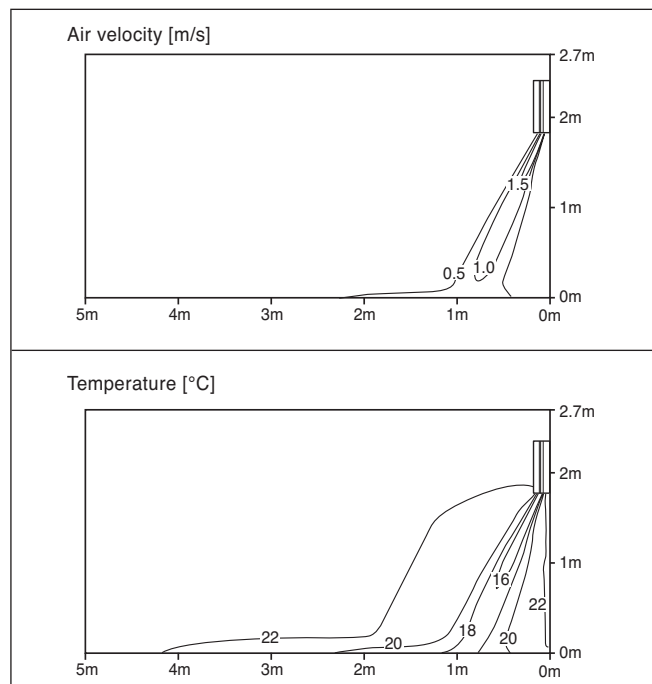 Air velocity [m/s]
2.7m
2m
1.5
1m
0.5 1.0
0m
5m 4m 3m 2m 1m 0m
Temperature [°C]
2.7m
2m
1m
16
22
18
22 20 20
0m
5m 4m 3m 2m 1m 0m